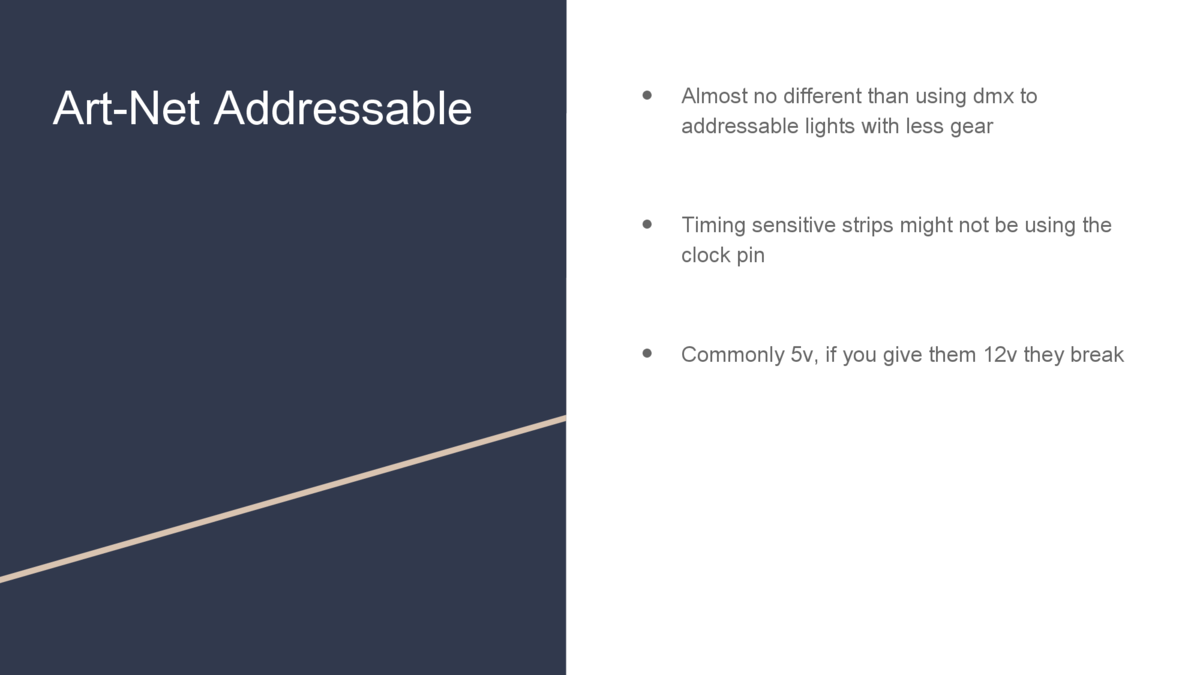 Art-Net Addressable
● Almost no different than using dmx to
addressable lights with less gear
● Timing sensitive strips might not be using the
clock pin
● Commonly 5v, if you give them 12v they break